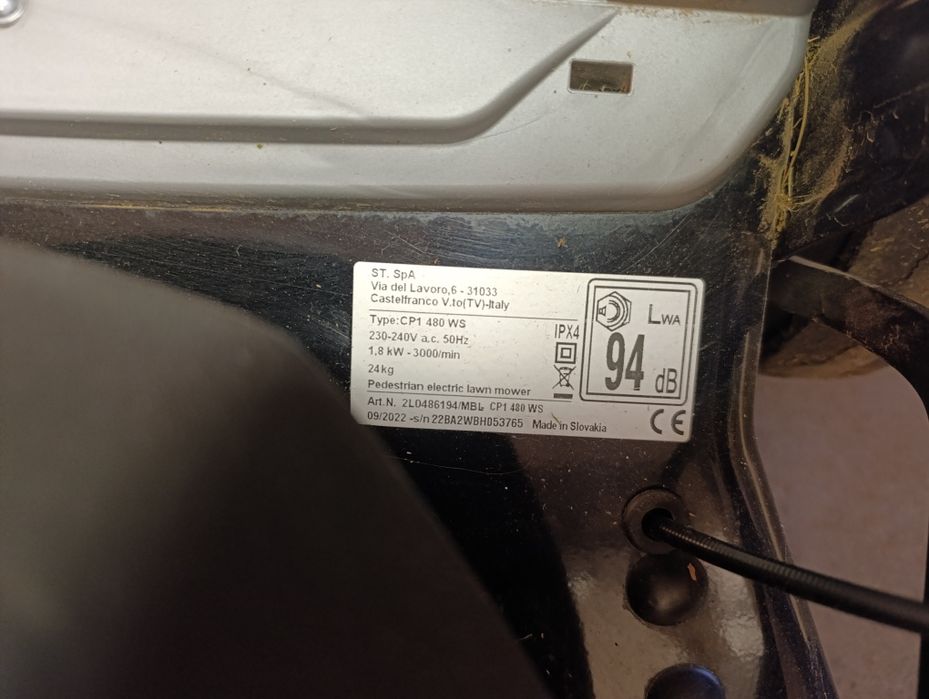 ST. SpA
Via del Lavoro,6 - 31033
Castelfranco V.to(TV)-Italy
Type:CP1 480 WS
230-240V a.c. 50Hz
1,8 kW - 3000/min
24kg
Pedestrian electric lawn mower
IPX4
LWA
94 dB
Art.N. 2L0486194/MBL CP1 480 WS
09/2022 -s/n 22BA2WBH053765 Made in Slovakia
CE